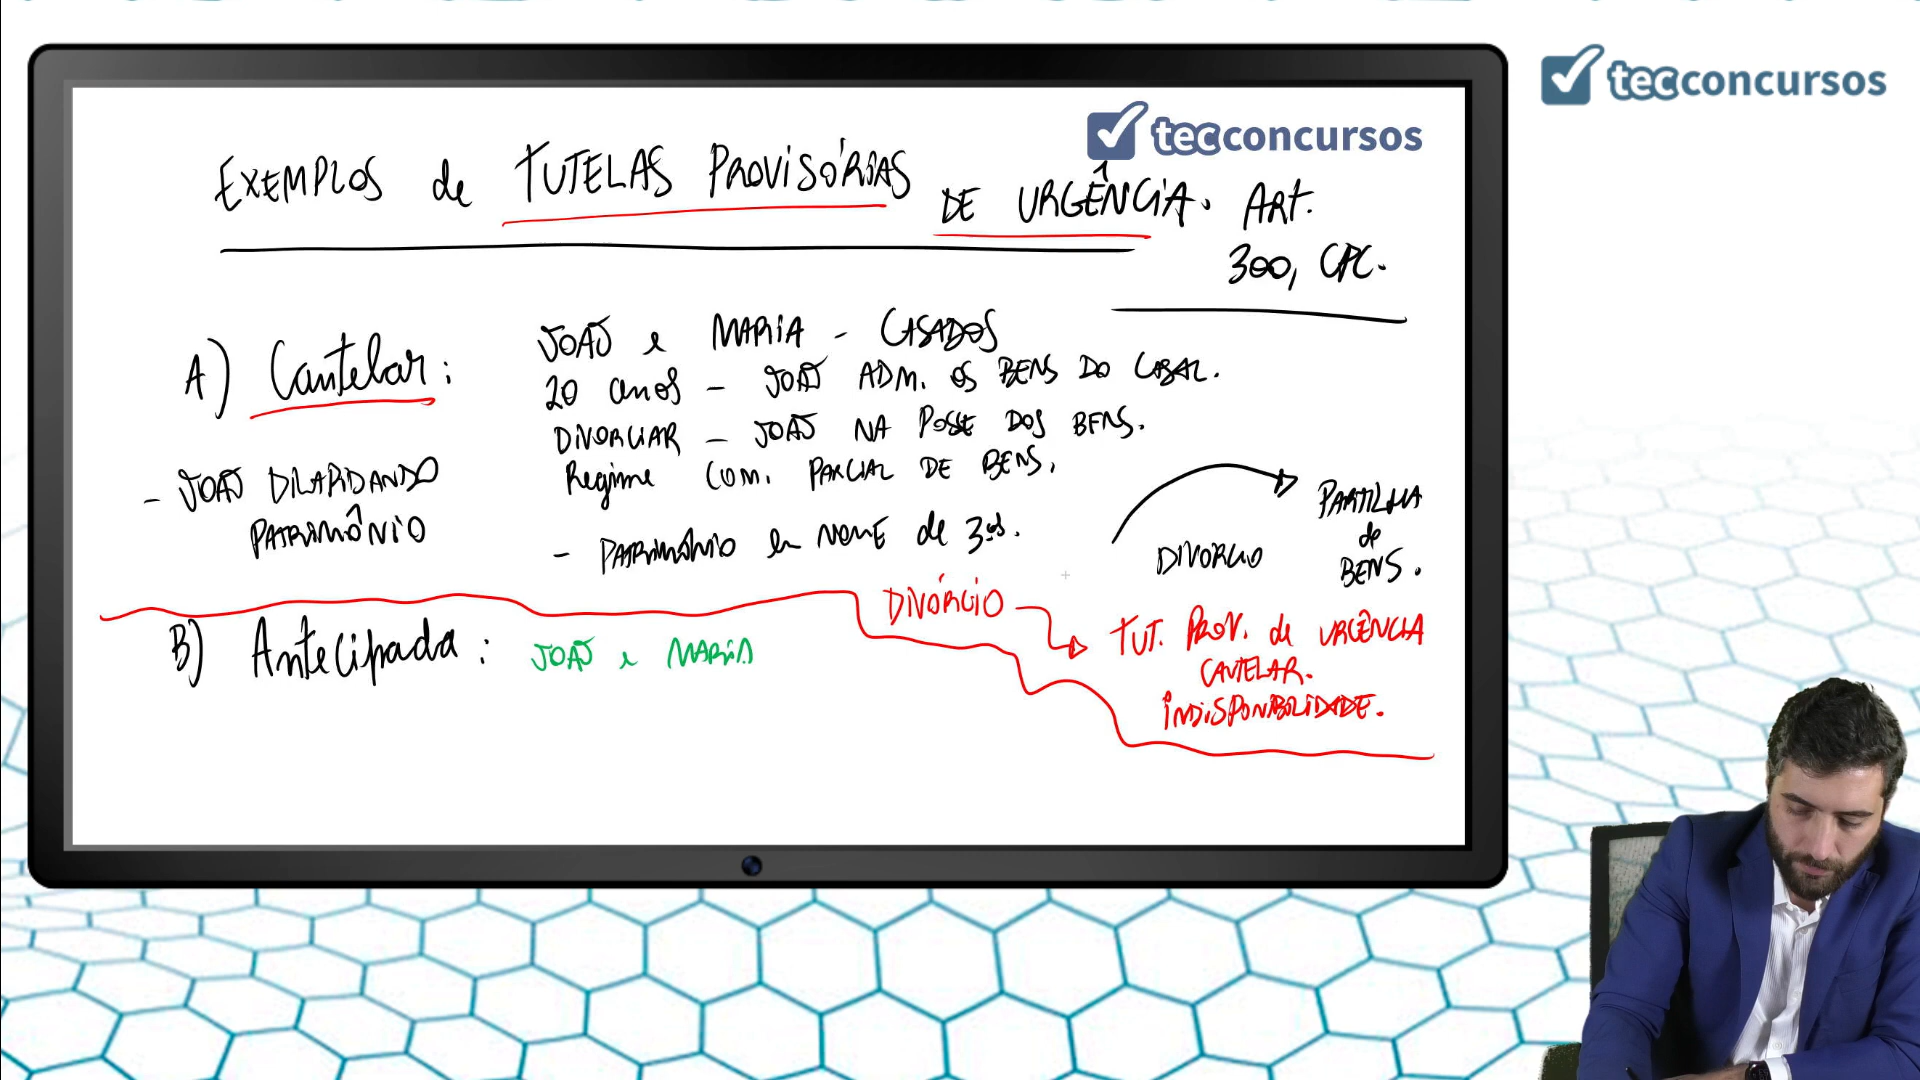 tecconcursos
tecconcursos
EXEMPLOS de TUTELAS PROVISÓRIAS DE URGÊNCIA. ART.
300, CPC.
A) Cautelar:
JOÃO e MARIA - CASADOS
20 anos - JOÃO ADM. OS BENS DO CASAL.
DIVORCIAR - JOÃO NA POSSE DOS BENS.
Regime COM. PARCIAL DE BENS.
- PATRIMÔNIO em NOME de 3ºs.
- JOÃO DILAPIDANDO
PATRIMÔNIO
DIVORCIO
PARTILHA
de
BENS.
DIVÓRCIO
TUT. PROV. de URGÊNCIA
CAUTELAR.
INDISPONIBILIDADE.
B) Antecipada: JOÃO e MARIA